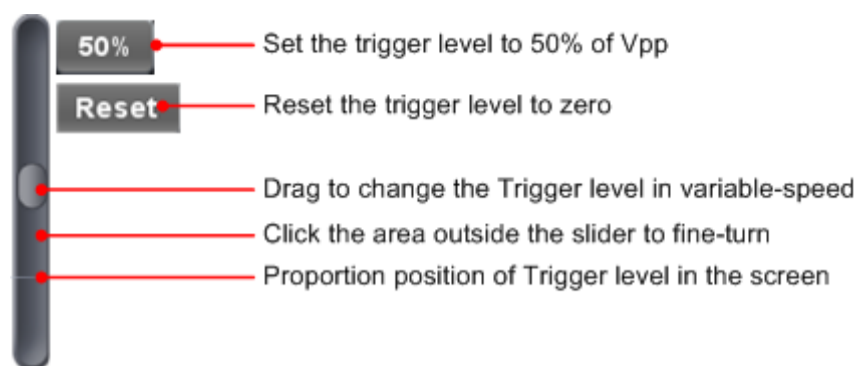 50% Set the trigger level to 50% of Vpp
Reset Reset the trigger level to zero
Drag to change the Trigger level in variable-speed
Click the area outside the slider to fine-turn
Proportion position of Trigger level in the screen